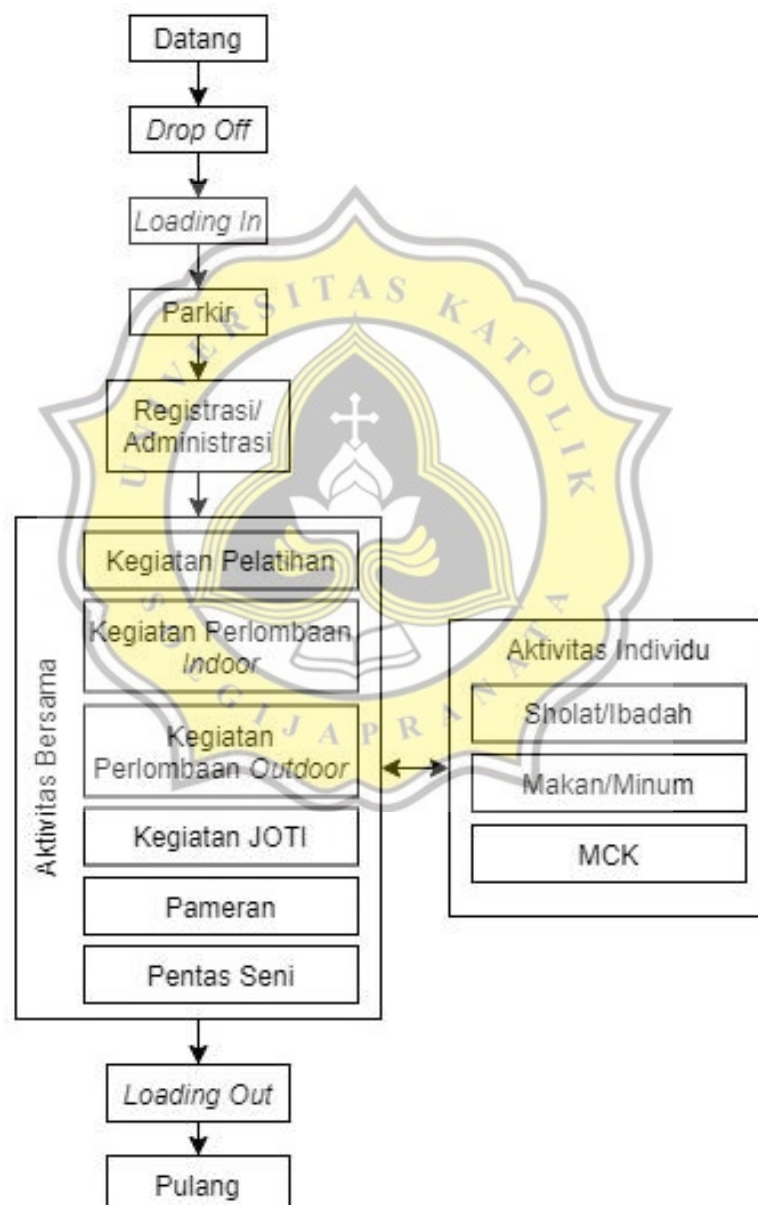 Datang
Drop Off
Loading In
Parkir
Registrasi/
Administrasi
Aktivitas Bersama
Kegiatan Pelatihan
Kegiatan Perlombaan
Indoor
Kegiatan
Perlombaan Outdoor
Kegiatan JOTI
Pameran
Pentas Seni
Aktivitas Individu
Sholat/Ibadah
Makan/Minum
MCK
Loading Out
Pulang
UNIVERSITAS KATOLIK
SOEGIJAPRANATA